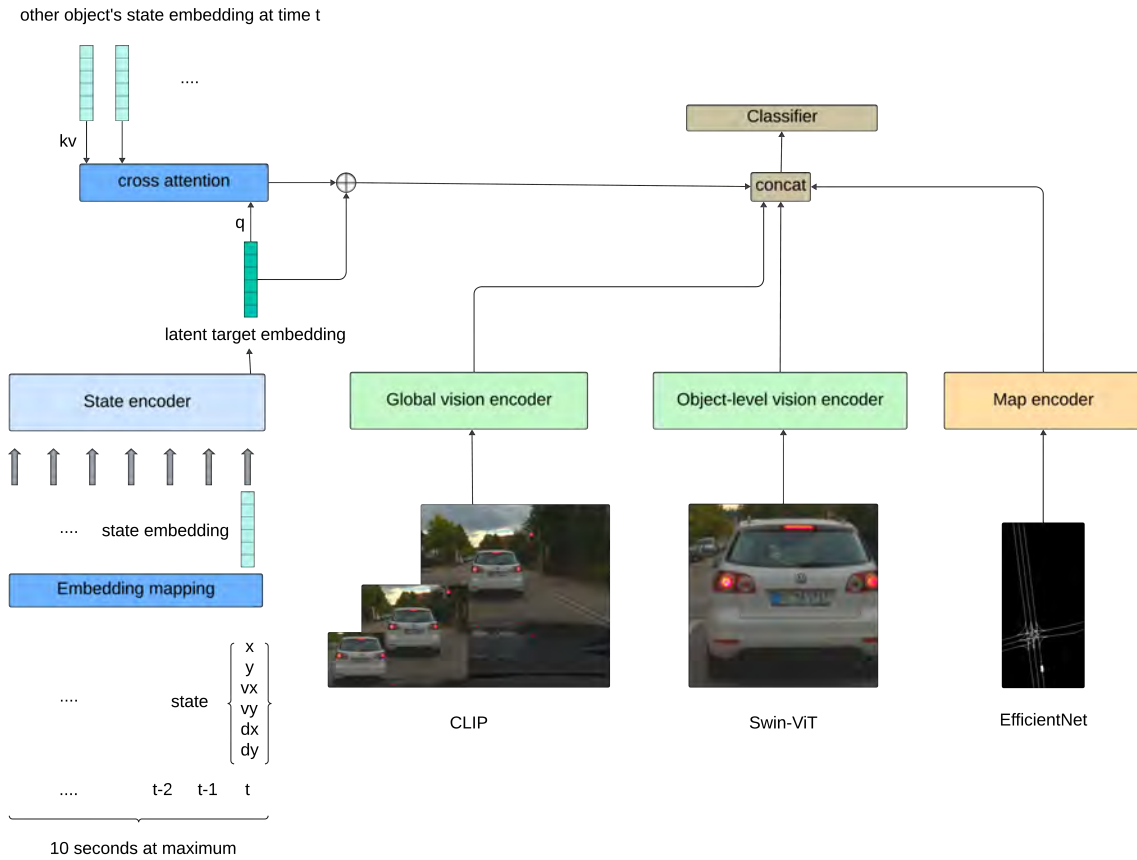 other object's state embedding at time t
....
kv
cross attention
q
latent target embedding
Classifier
concat
State encoder
Global vision encoder
Object-level vision encoder
Map encoder
.... state embedding
Embedding mapping
.... state
x
y
vx
vy
dx
dy
.... t-2 t-1 t
10 seconds at maximum
CLIP
Swin-ViT
EfficientNet